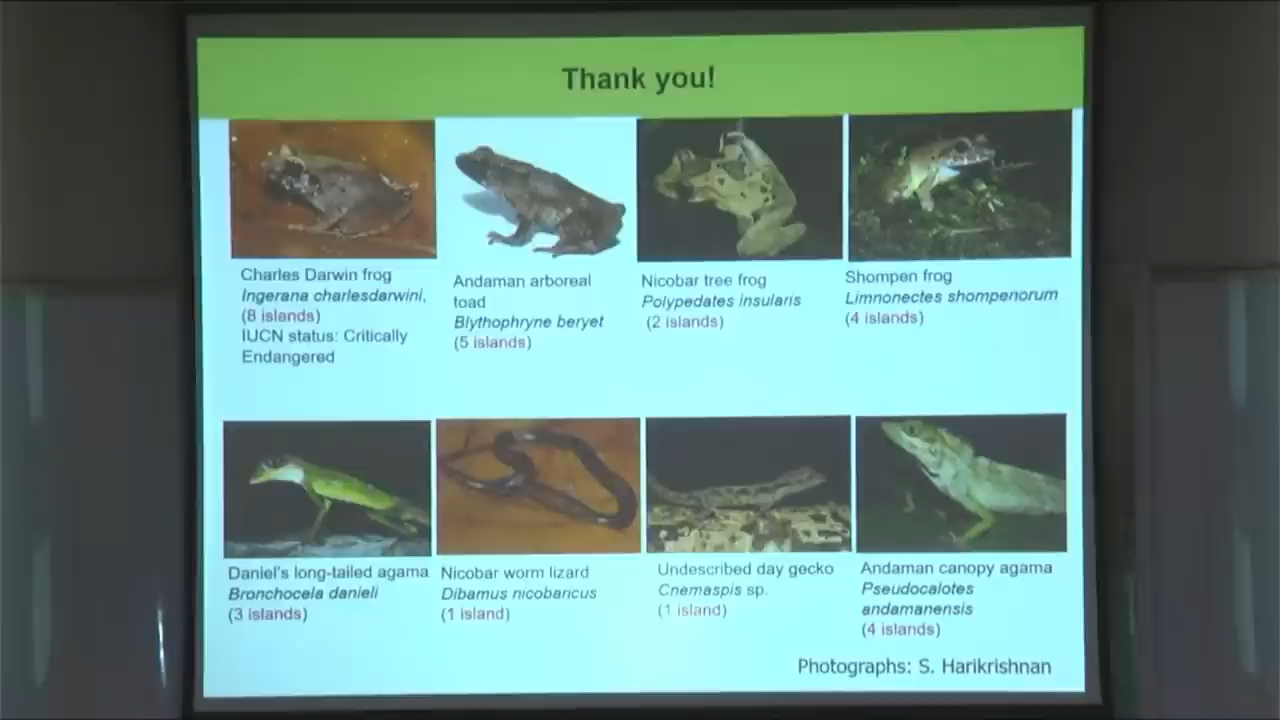 Thank you!
Charles Darwin frog
Ingerana charlesdarwini,
(8 islands)
IUCN status: Critically
Endangered
Andaman arboreal
toad
Blythophryne beryet
(5 islands)
Nicobar tree frog
Polypedates insularis
(2 islands)
Shompen frog
Limnonectes shompenorum
(4 islands)
Daniel's long-tailed agama
Bronchocela danieli
(3 islands)
Nicobar worm lizard
Dibamus nicobaricus
(1 island)
Undescribed day gecko
Cnemaspis sp.
(1 island)
Andaman canopy agama
Pseudocalotes
andamanensis
(4 islands)
Photographs: S. Harikrishnan